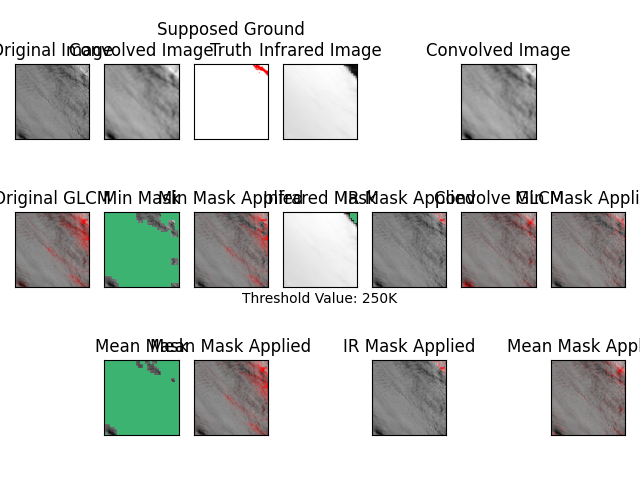 Supposed Ground
Original Image
Convolved Image
Truth
Infrared Image
Convolved Image
Original GLCM
Min Mask
Min Mask Applied
Infrared Mask
IR Mask Applied
Convolve GLCM
Min Mask Appli
Threshold Value: 250K
Mean Mask
Mean Mask Applied
IR Mask Applied
Mean Mask Appl